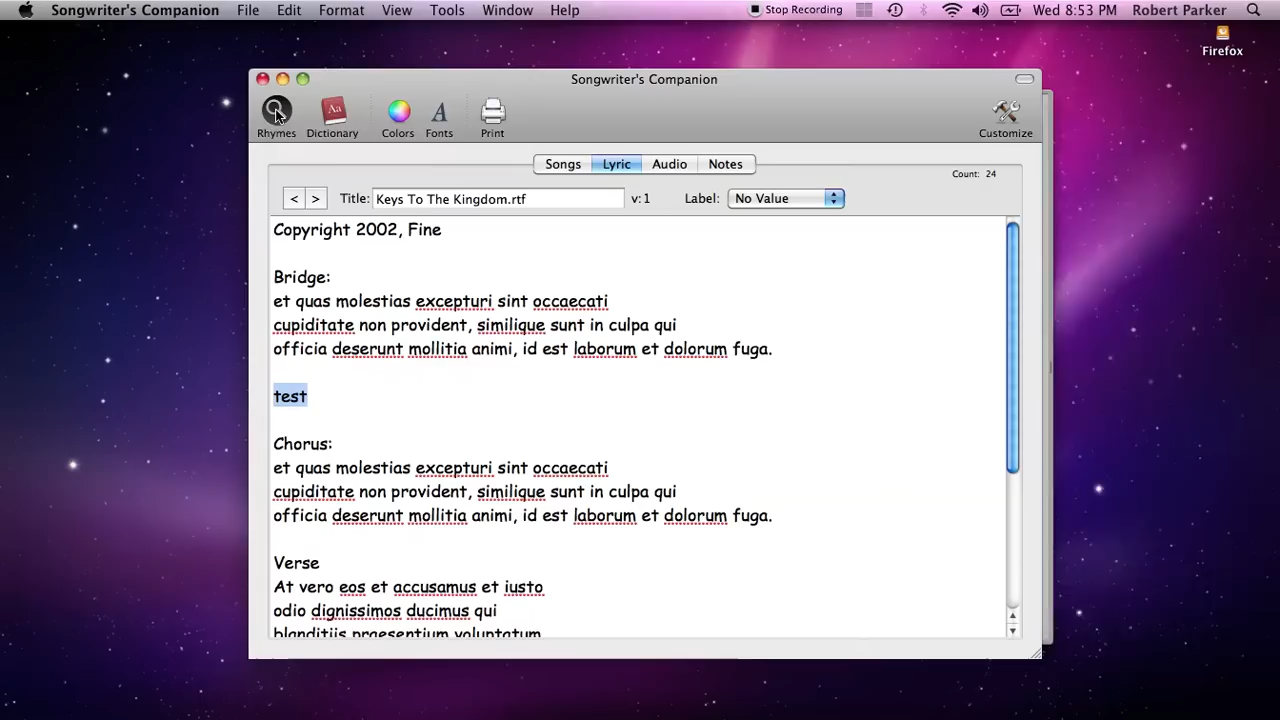 Songwriter's Companion File Edit Format View Tools Window Help Stop Recording Wed 8:53 PM Robert Parker
Firefox
Songwriter's Companion
Rhymes Dictionary Colors Fonts Print Customize
Songs Lyric Audio Notes
Count: 24
< > Title: Keys To The Kingdom.rtf v:1 Label: No Value
Copyright 2002, Fine
Bridge:
et quas molestias excepturi sint occaecati
cupiditate non provident, similique sunt in culpa qui
officia deserunt mollitia animi, id est laborum et dolorum fuga.
test
Chorus:
et quas molestias excepturi sint occaecati
cupiditate non provident, similique sunt in culpa qui
officia deserunt mollitia animi, id est laborum et dolorum fuga.
Verse
At vero eos et accusamus et iusto
odio dignissimos ducimus qui
blanditiis praesentium voluptatum